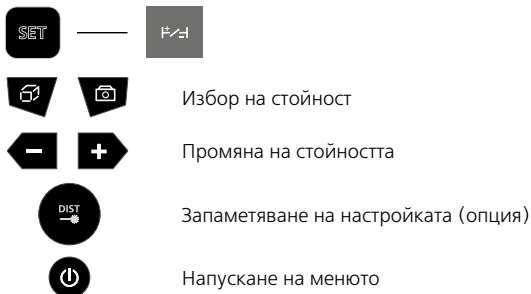 SET
Избор на стойност
Промяна на стойността
DIST
Запаметяване на настройката (опция)
Напускане на менюто